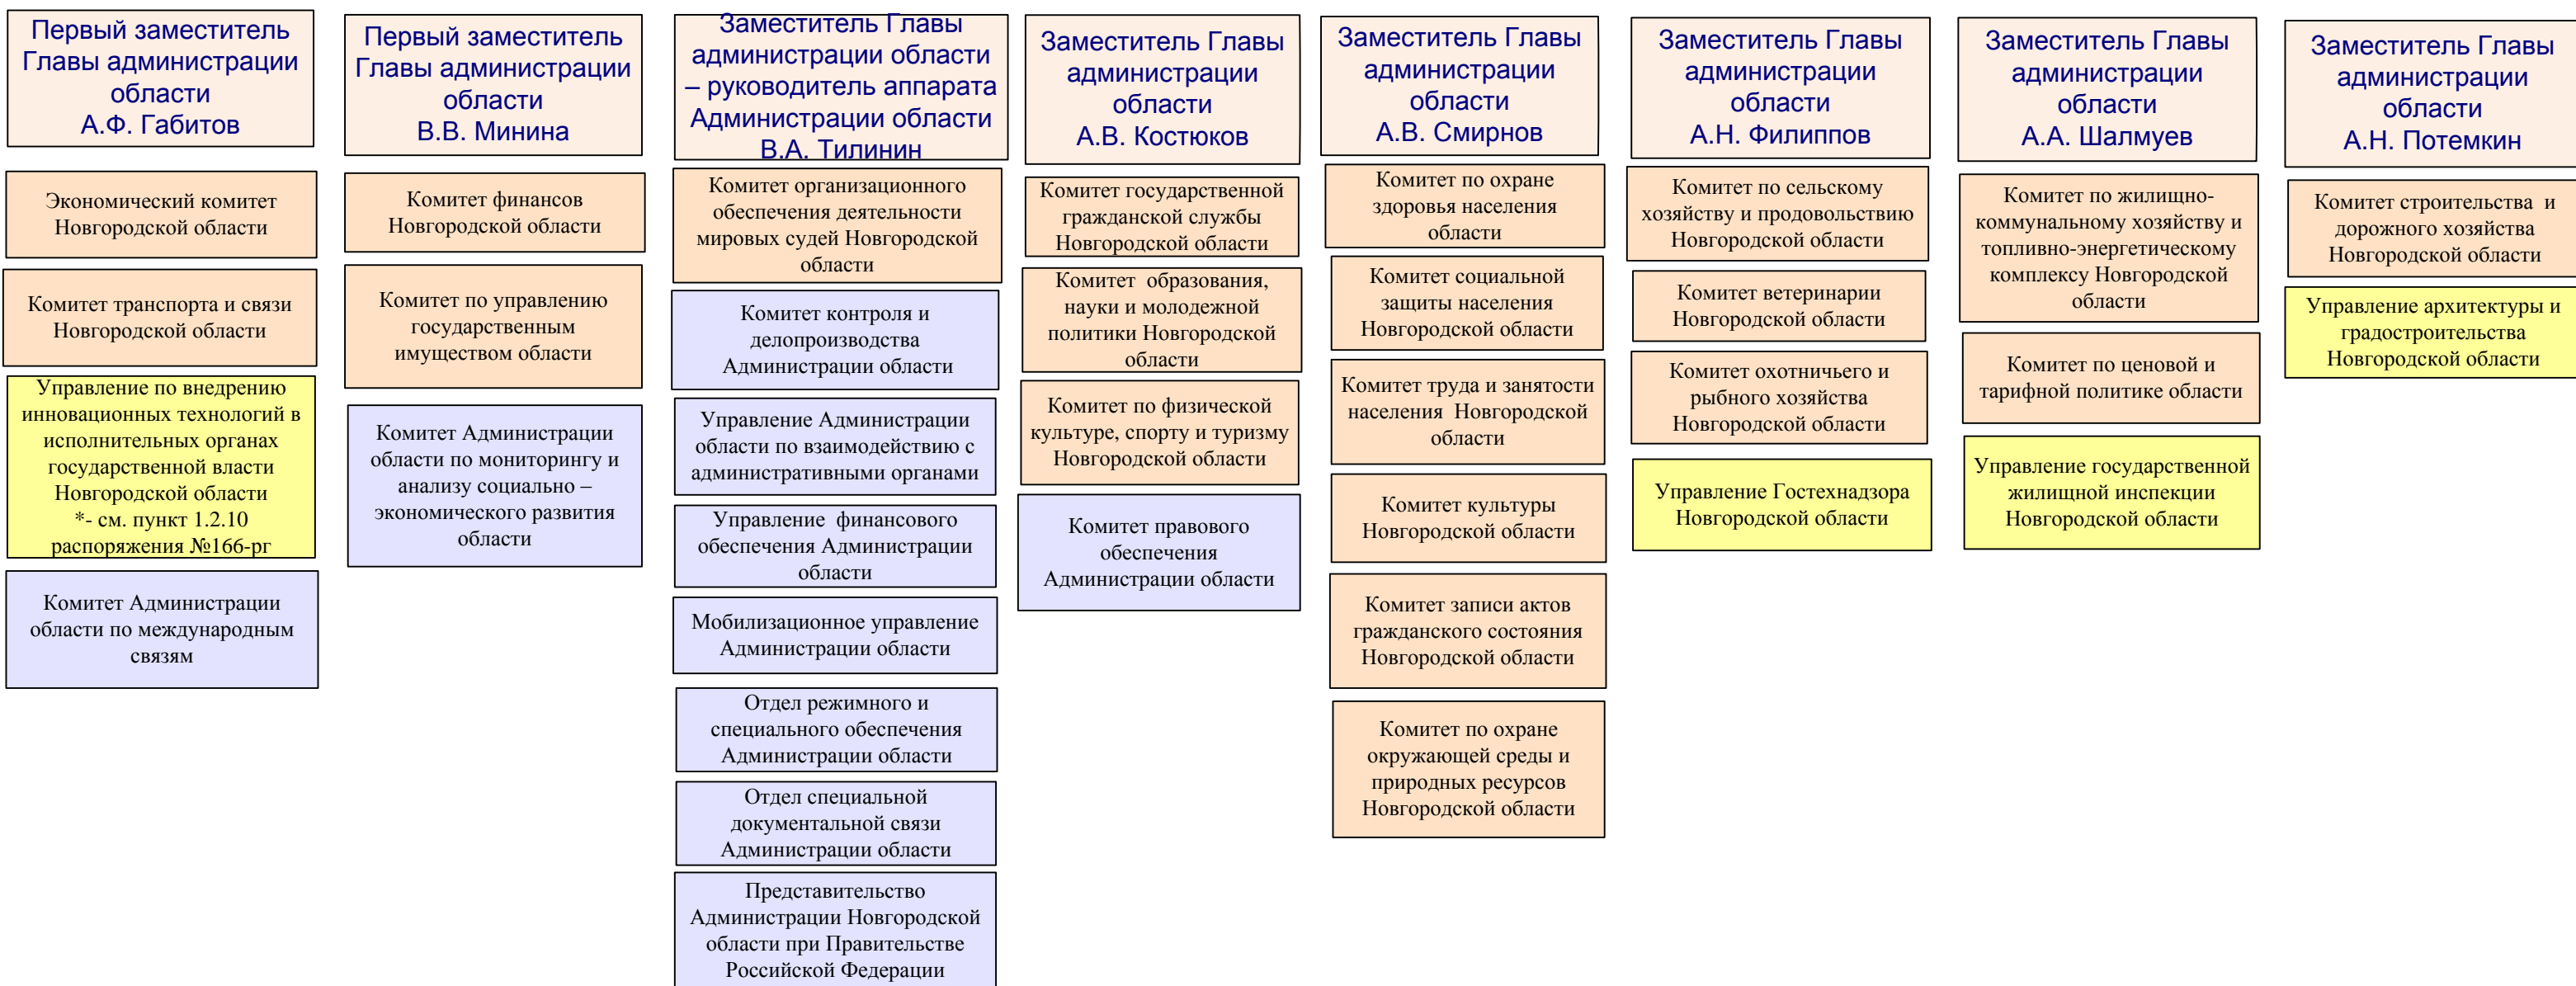 Первый заместитель
Главы администрации
области
А.Ф. Габитов
Экономический комитет
Новгородской области
Комитет транспорта и связи
Новгородской области
Управление по внедрению
инновационных технологий в
исполнительных органах
государственной власти
Новгородской области
*- см. пункт 1.2.10
распоряжения №166-рг
Комитет Администрации
области по международным
связям
Первый заместитель
Главы администрации
области
В.В. Минина
Комитет финансов
Новгородской области
Комитет по управлению
государственным
имуществом области
Комитет Администрации
области по мониторингу и
анализу социально –
экономического развития
области
Заместитель Главы
администрации области
– руководитель аппарата
Администрации области
В.А. Тилинин
Комитет организационного
обеспечения деятельности
мировых судей Новгородской
области
Комитет контроля и
делопроизводства
Администрации области
Управление Администрации
области по взаимодействию с
административными органами
Управление финансового
обеспечения Администрации
области
Мобилизационное управление
Администрации области
Отдел режимного и
специального обеспечения
Администрации области
Отдел специальной
документальной связи
Администрации области
Представительство
Администрации Новгородской
области при Правительстве
Российской Федерации
Заместитель Главы
администрации
области
А.В. Костюков
Комитет государственной
гражданской службы
Новгородской области
Комитет образования,
науки и молодежной
политики Новгородской
области
Комитет по физической
культуре, спорту и туризму
Новгородской области
Комитет правового
обеспечения
Администрации области
Заместитель Главы
администрации
области
А.В. Смирнов
Комитет по охране
здоровья населения
области
Комитет социальной
защиты населения
Новгородской области
Комитет труда и занятости
населения Новгородской
области
Комитет культуры
Новгородской области
Комитет записи актов
гражданского состояния
Новгородской области
Комитет по охране
окружающей среды и
природных ресурсов
Новгородской области
Заместитель Главы
администрации
области
А.Н. Филиппов
Комитет по сельскому
хозяйству и продовольствию
Новгородской области
Комитет ветеринарии
Новгородской области
Комитет охотничьего и
рыбного хозяйства
Новгородской области
Управление Гостехнадзора
Новгородской области
Заместитель Главы
администрации
области
А.А. Шалмуев
Комитет по жилищно-
коммунальному хозяйству и
топливно-энергетическому
комплексу Новгородской
области
Комитет по ценовой и
тарифной политике области
Управление государственной
жилищной инспекции
Новгородской области
Заместитель Главы
администрации
области
А.Н. Потемкин
Комитет строительства и
дорожного хозяйства
Новгородской области
Управление архитектуры и
градостроительства
Новгородской области